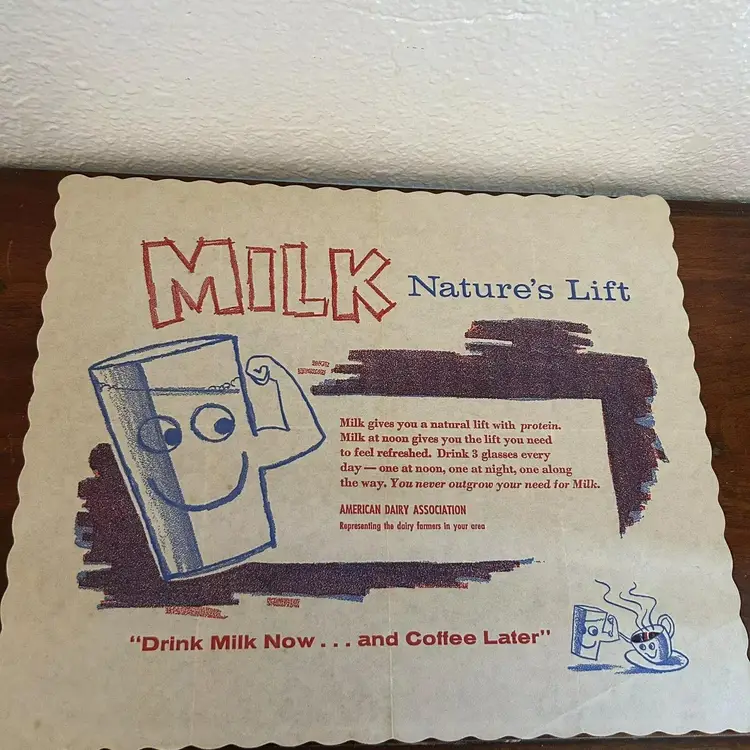 MILK Nature's Lift
Milk gives you a natural lift with protein.
Milk at noon gives you the lift you need
to feel refreshed. Drink 3 glasses every
day — one at noon, one at night, one along
the way. You never outgrow your need for Milk.
AMERICAN DAIRY ASSOCIATION
Representing the dairy farmers in your area
"Drink Milk Now . . . and Coffee Later"